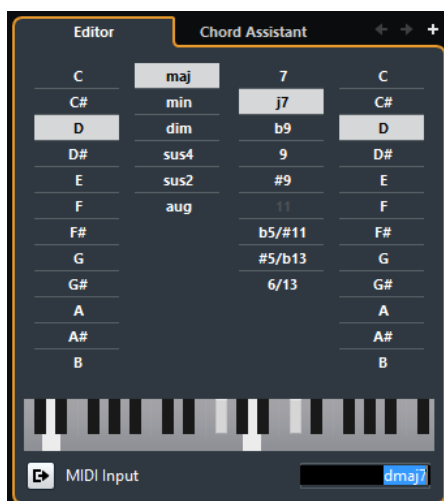 Editor Chord Assistant
C maj 7 C
C# min j7 C#
D dim b9 D
D# sus4 9 D#
E sus2 #9 E
F aug 11 F
F# b5/#11 F#
G #5/b13 G
G# 6/13 G#
A A
A# A#
B B
MIDI Input dmaj7